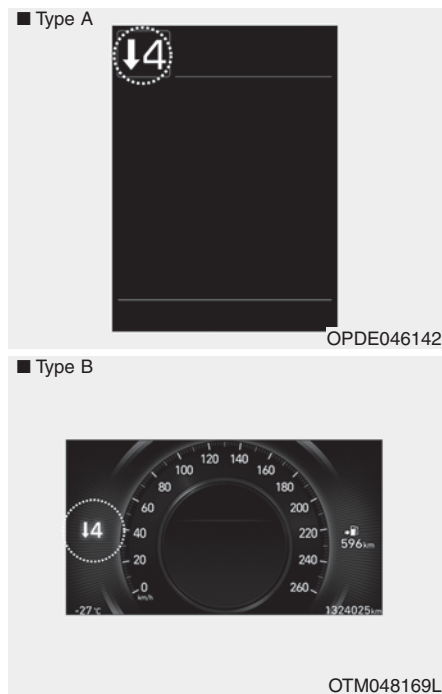 ■ Type A
↓4
OPDE046142
■ Type B
120 140
100 160
80 180
60 200
↓4 40 220 596km
20 240
0 260
km/h
-27℃ 1324025km
OTM048169L